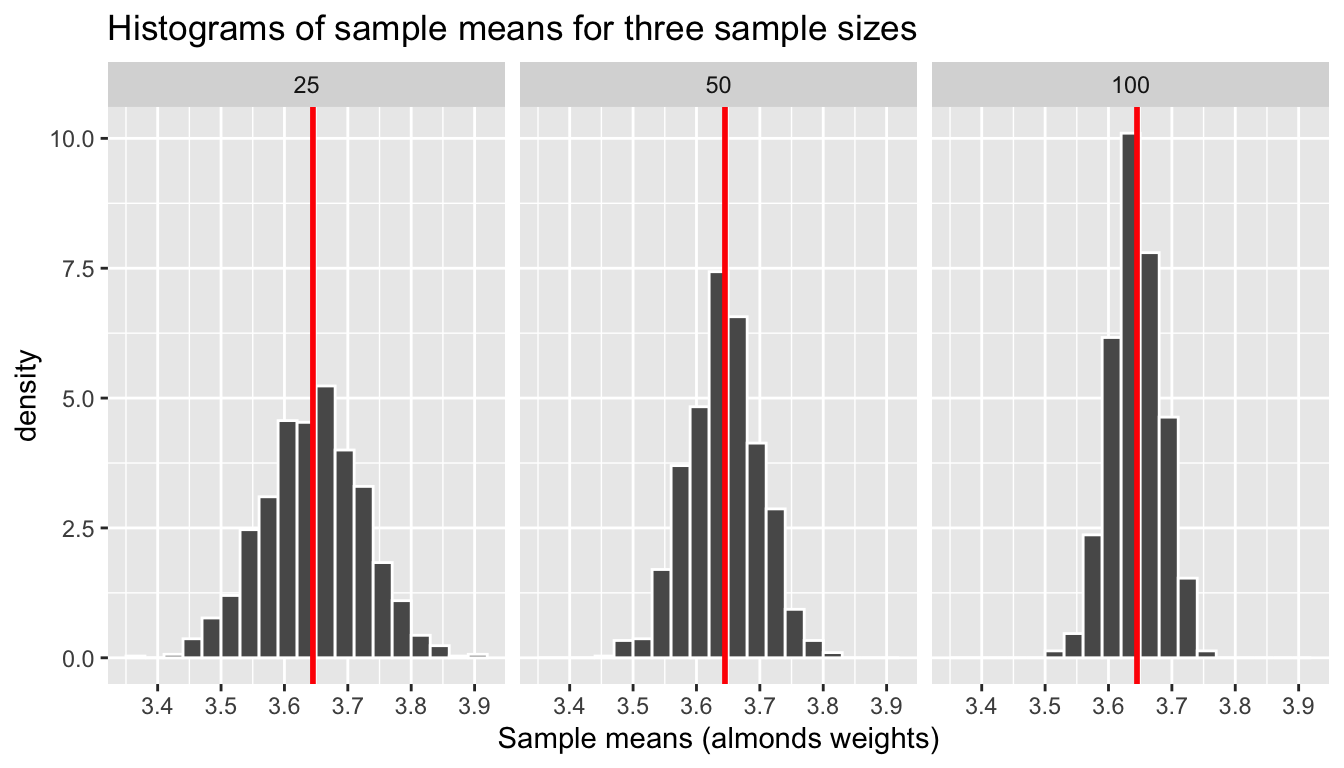 Histograms of sample means for three sample sizes
25 50 100
10.0
7.5
5.0
2.5
0.0
density
3.4 3.5 3.6 3.7 3.8 3.9 3.4 3.5 3.6 3.7 3.8 3.9 3.4 3.5 3.6 3.7 3.8 3.9
Sample means (almonds weights)